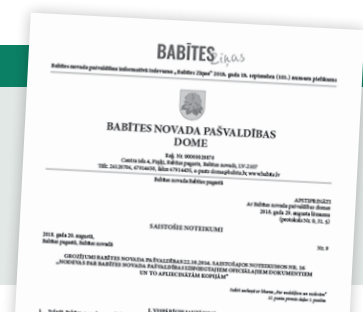 BABĪTES Ziņas
Babītes novada pašvaldības informatīvā izdevuma „Babītes Ziņas” 2018. gada 18. septembra (101.) numura pielikums
BABĪTES NOVADA PAŠVALDĪBAS
DOME
Reģ. Nr. 90000028870
Centra iela 4, Piņķi, Babītes pagasts, Babītes novads, LV-2107
Babītes novada Babītes pagastā
APSTIPRINĀTI
ar Babītes novada pašvaldības domes
2018. gada 29. augusta lēmumu
SAISTOŠIE NOTEIKUMI
2018. gada 29. augustā,
Babītes pagastā, Babītes novadā
Nr. 9
GROZĪJUMI BABĪTES NOVADA PAŠVALDĪBAS 22.10.2014. SAISTOŠAJOS NOTEIKUMOS NR. 16
„NODEVAS PAR BABĪTES NOVADA PAŠVALDĪBAS IZDOTAJIEM OFICIĀLAJIEM DOKUMENTIEM
UN TO APLIECINĀTĀM KOPIJĀM”